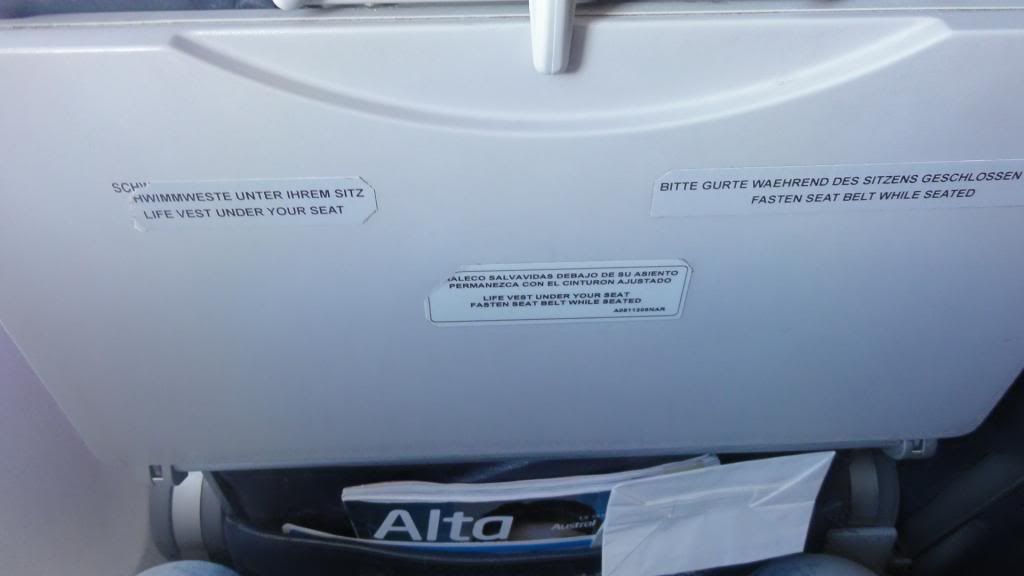 SCHWIMMWESTE UNTER IHREM SITZ
LIFE VEST UNDER YOUR SEAT
BITTE GURTE WAEHREND DES SITZENS GESCHLOSSEN
FASTEN SEAT BELT WHILE SEATED
ALECO SALVAVIDAS DEBAJO DE SU ASIENTO
PERMANEZCA CON EL CINTURON AJUSTADO
LIFE VEST UNDER YOUR SEAT
FASTEN SEAT BELT WHILE SEATED
Alta
Austral